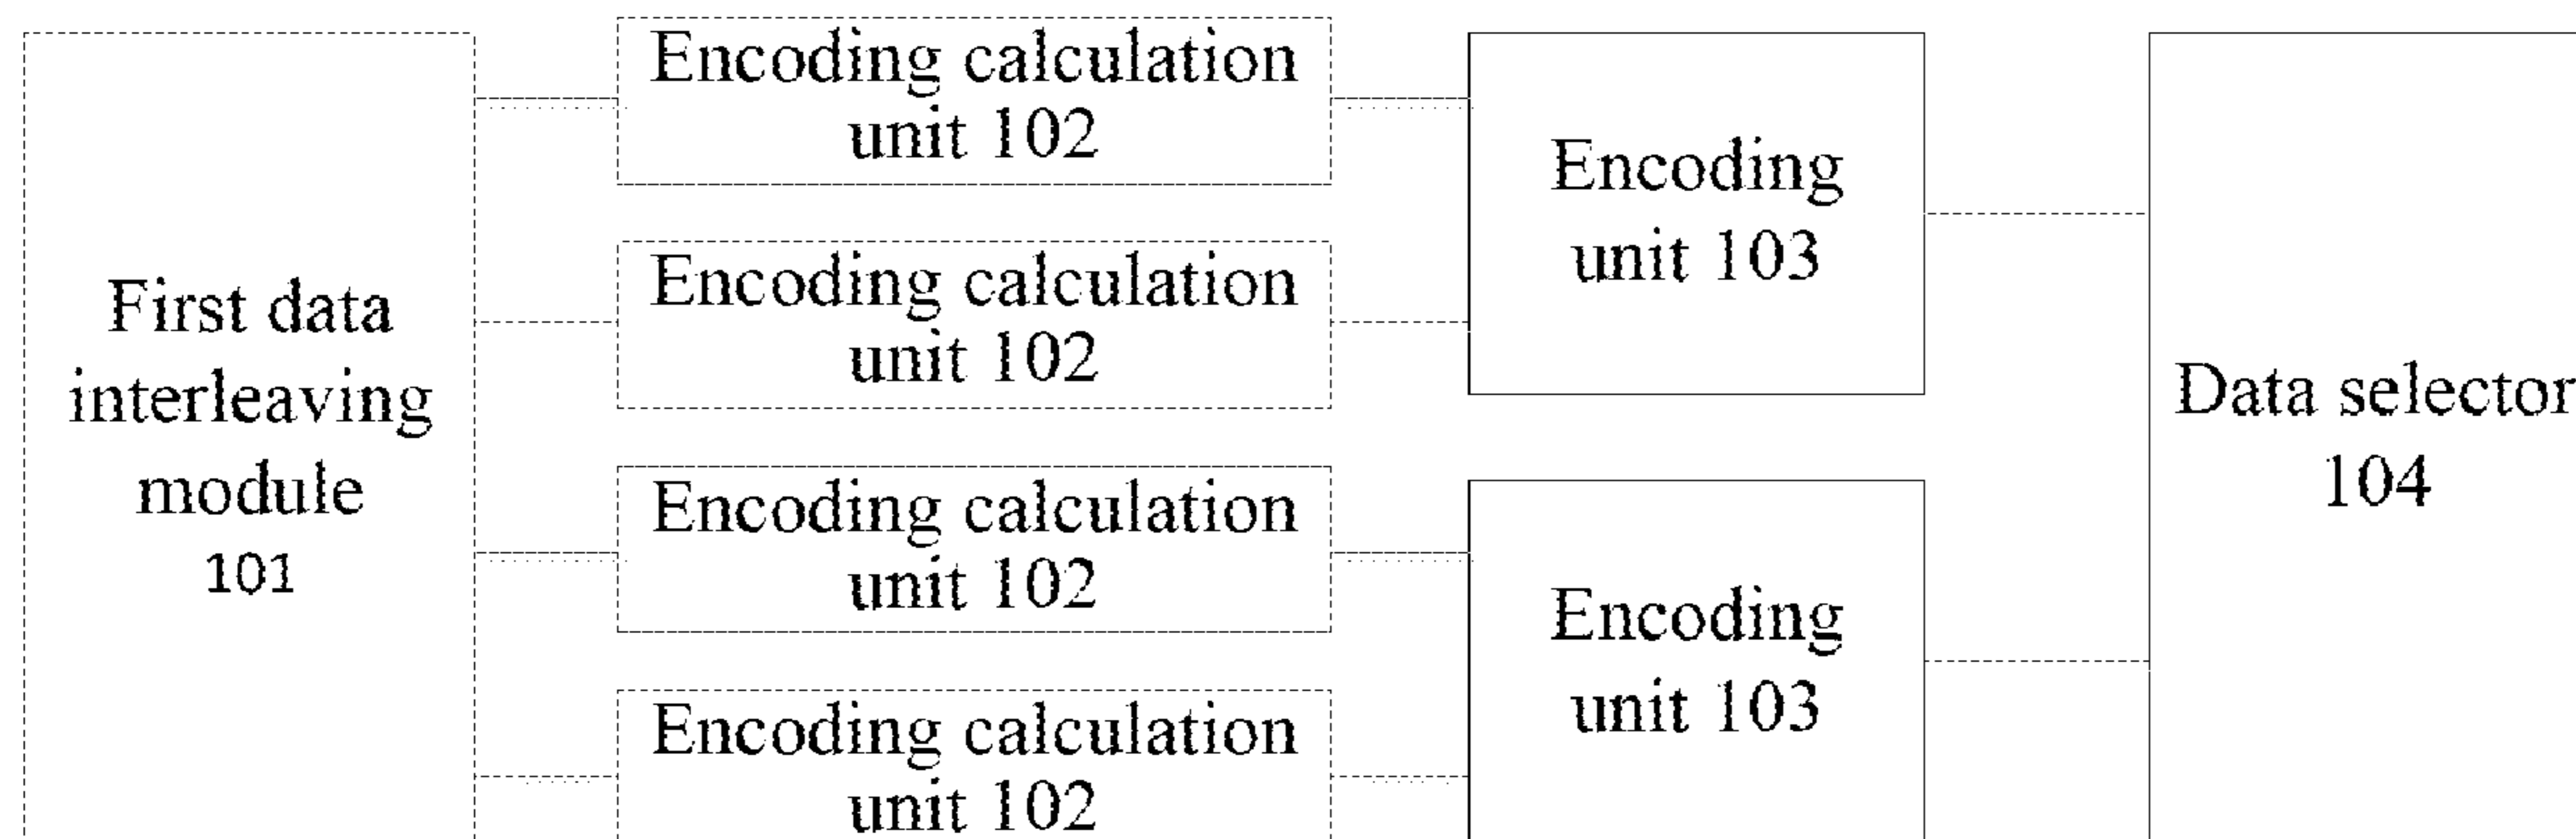 First data
interleaving
module
101
Encoding calculation
unit 102
Encoding calculation
unit 102
Encoding calculation
unit 102
Encoding calculation
unit 102
Encoding
unit 103
Encoding
unit 103
Data selector
104